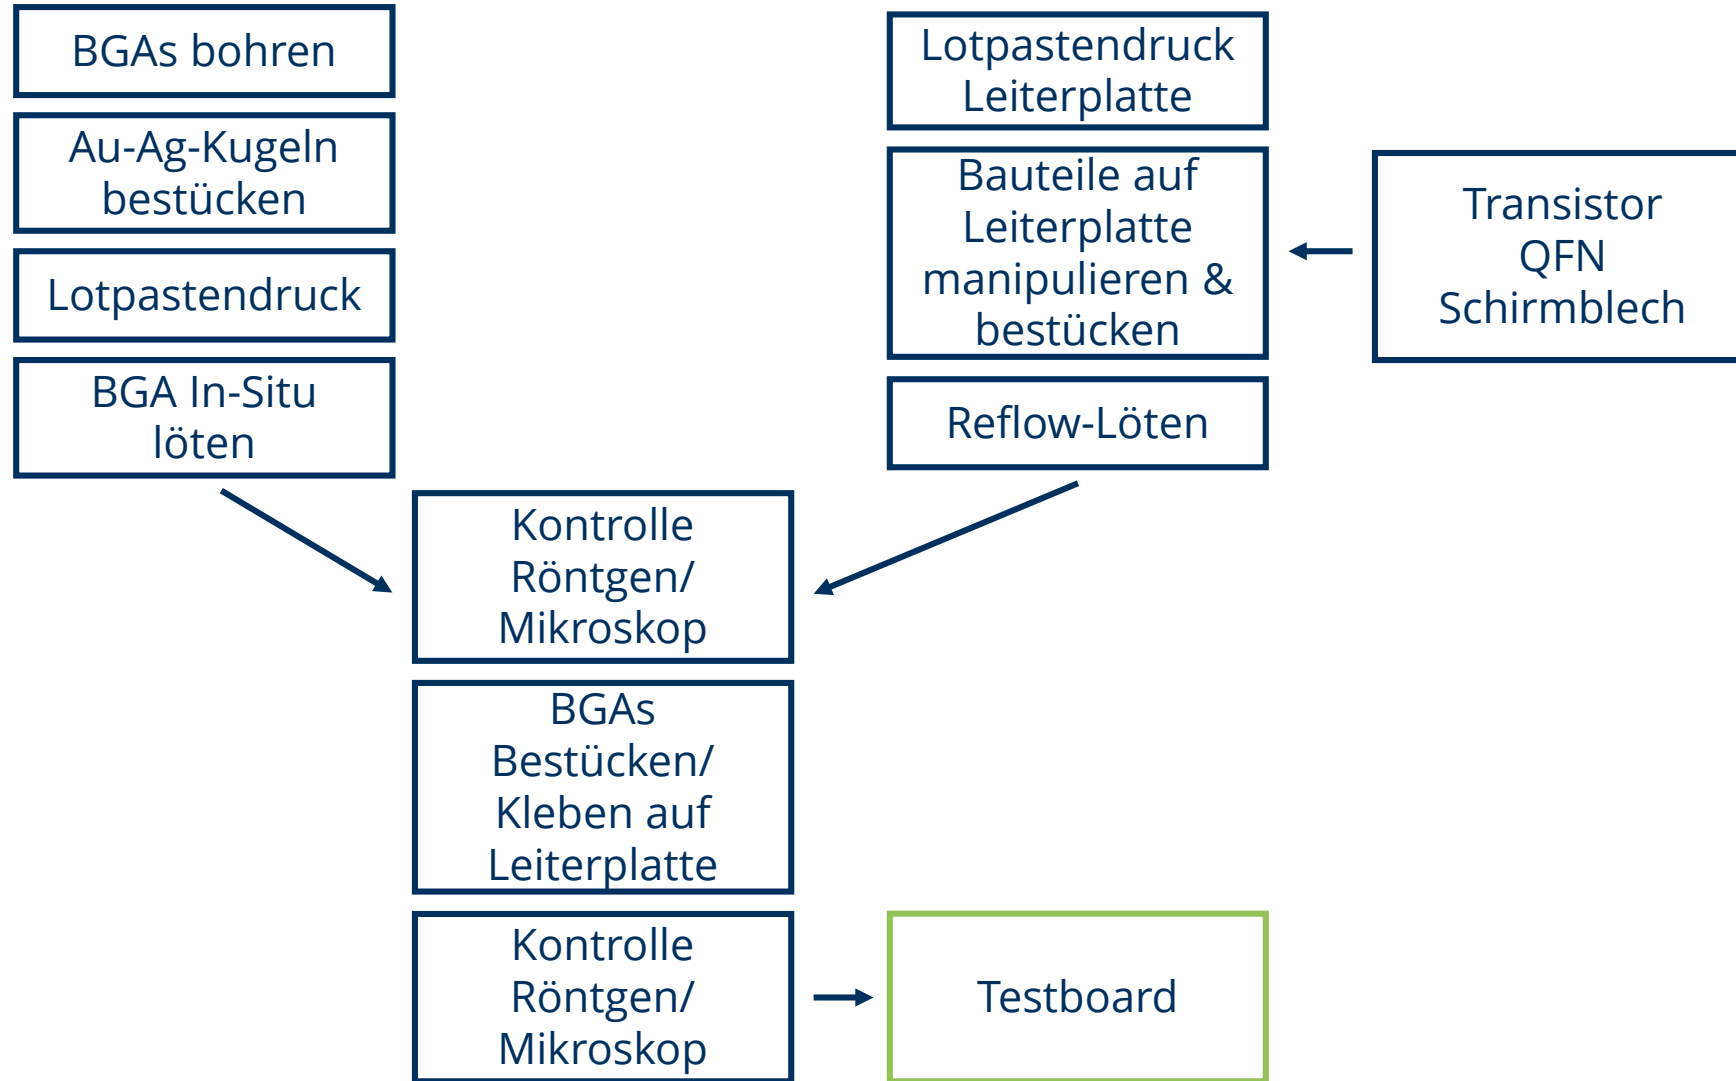 BGAs bohren
Au-Ag-Kugeln
bestücken
Lotpastendruck
BGA In-Situ
löten
Lotpastendruck
Leiterplatte
Bauteile auf
Leiterplatte
manipulieren &
bestücken
Reflow-Löten
Transistor
QFN
Schirmblech
Kontrolle
Röntgen/
Mikroskop
BGAs
Bestücken/
Kleben auf
Leiterplatte
Kontrolle
Röntgen/
Mikroskop
Testboard